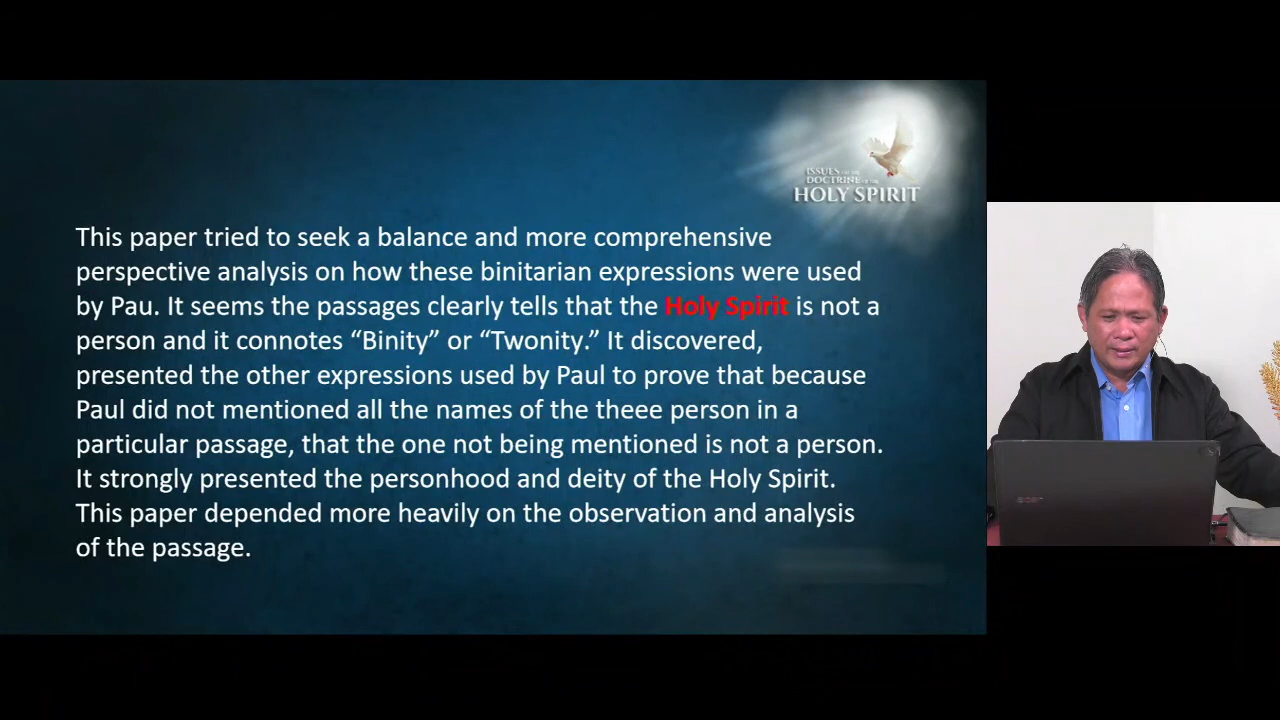 ISSUES ON THE
DOCTRINE OF THE
HOLY SPIRIT
This paper tried to seek a balance and more comprehensive
perspective analysis on how these binitarian expressions were used
by Pau. It seems the passages clearly tells that the Holy Spirit is not a
person and it connotes “Binity” or “Twonity.” It discovered,
presented the other expressions used by Paul to prove that because
Paul did not mentioned all the names of the theee person in a
particular passage, that the one not being mentioned is not a person.
It strongly presented the personhood and deity of the Holy Spirit.
This paper depended more heavily on the observation and analysis
of the passage.